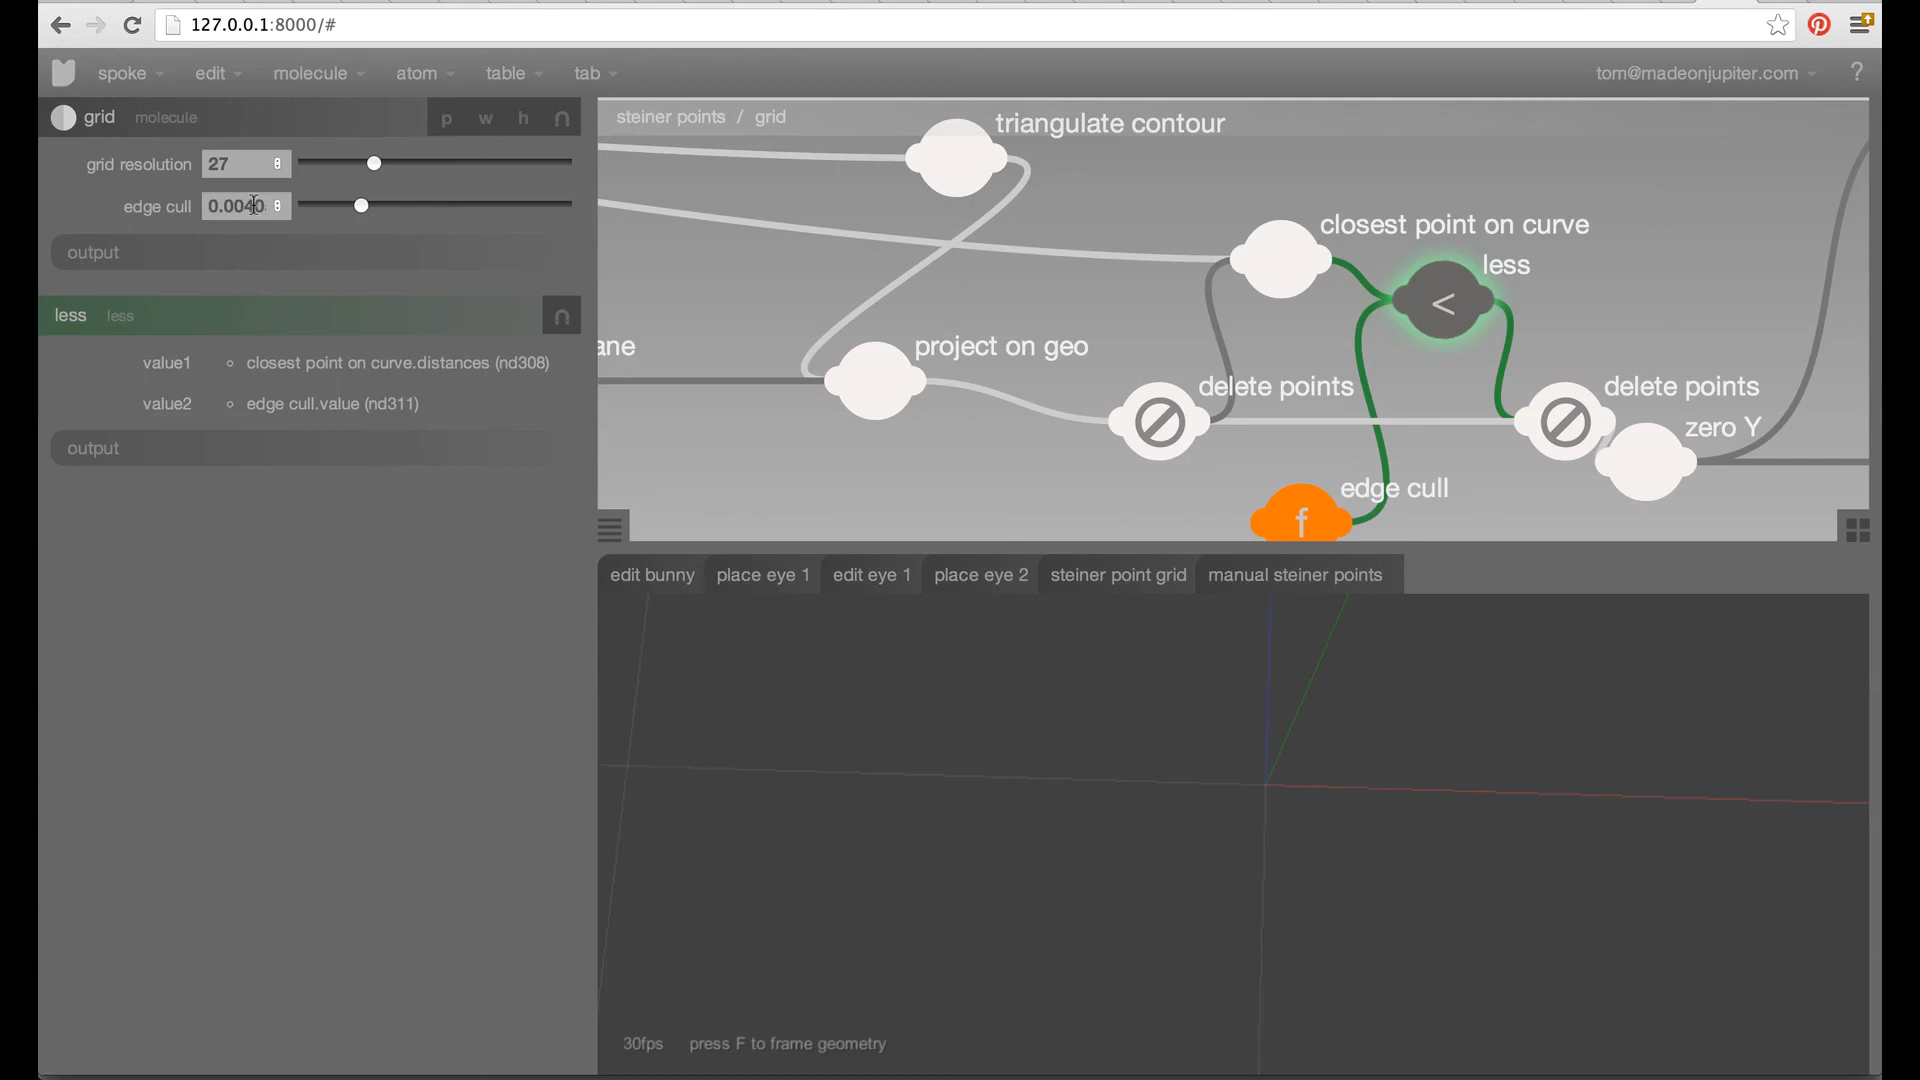 127.0.0.1:8000/#
spoke edit molecule atom table tab tom@madeonjupiter.com ?
grid molecule p w h
grid resolution 27
edge cull 0.0040
output
less less
value1 closest point on curve.distances (nd308)
value2 edge cull.value (nd311)
output
steiner points / grid
triangulate contour
closest point on curve
less
<
ane
project on geo
delete points
delete points
zero Y
edge cull
f
edit bunny place eye 1 edit eye 1 place eye 2 steiner point grid manual steiner points
30fps press F to frame geometry